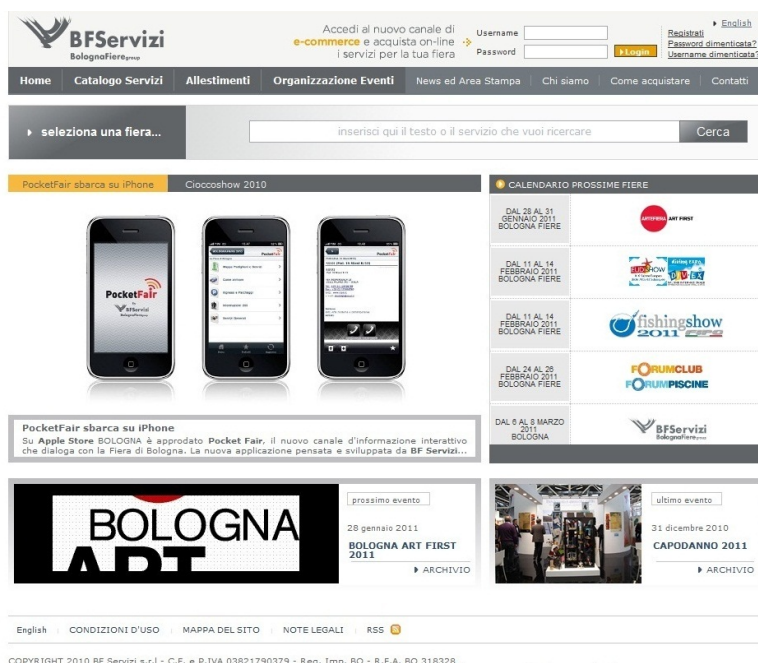 BFServizi
BolognaFieregroup
Accedi al nuovo canale di
e-commerce e acquista on-line
i servizi per la tua fiera
Username
Password
Login
English
Registrati
Password dimenticata?
Username dimenticata?
Home
Catalogo Servizi
Allestimenti
Organizzazione Eventi
News ed Area Stampa
Chi siamo
Come acquistare
Contatti
seleziona una fiera...
inserisci qui il testo o il servizio che vuoi ricercare
Cerca
PocketFair sbarca su iPhone
Cioccoshow 2010
PocketFair
BFServizi
PocketFair
PocketFair
PocketFair sbarca su iPhone
Su Apple Store BOLOGNA è approdato Pocket Fair, il nuovo canale d'informazione interattivo
che dialoga con la Fiera di Bologna. La nuova applicazione pensata e sviluppata da BF Servizi...
CALENDARIO PROSSIME FIERE
DAL 28 AL 31
GENNAIO 2011
BOLOGNA FIERE
ARTEFIERA ART FIRST
DAL 11 AL 14
FEBBRAIO 2011
BOLOGNA FIERE
DAL 11 AL 14
FEBBRAIO 2011
BOLOGNA FIERE
fishingshow
2011
DAL 24 AL 26
FEBBRAIO 2011
BOLOGNA FIERE
FORUMCLUB
FORUMPISCINE
DAL 6 AL 8 MARZO
2011
BOLOGNA
BFServizi
BolognaFieregroup
BOLOGNA
ART
prossimo evento
28 gennaio 2011
BOLOGNA ART FIRST
2011
ARCHIVIO
ultimo evento
31 dicembre 2010
CAPODANNO 2011
ARCHIVIO
English
CONDIZIONI D'USO
MAPPA DEL SITO
NOTE LEGALI
RSS
COPYRIGHT 2010 BF Servizi s.r.l - C.F. e P.IVA 03821790379 - Reg. Imp. BO - R.E.A. BO 318328